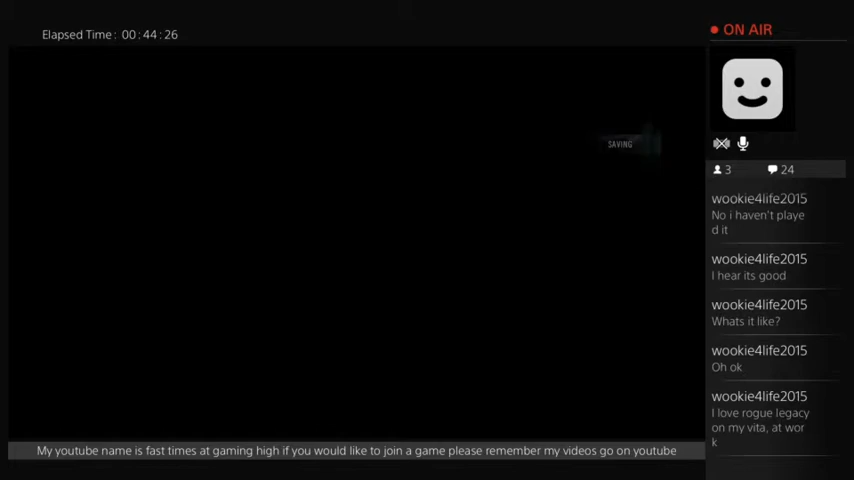 Elapsed Time: 00:44:26
ON AIR
SAVING
3 24
wookie4life2015
No i haven't playe
d it
wookie4life2015
I hear its good
wookie4life2015
Whats it like?
wookie4life2015
Oh ok
wookie4life2015
I love rogue legacy
on my vita, at wor
k
My youtube name is fast times at gaming high if you would like to join a game please remember my videos go on youtube